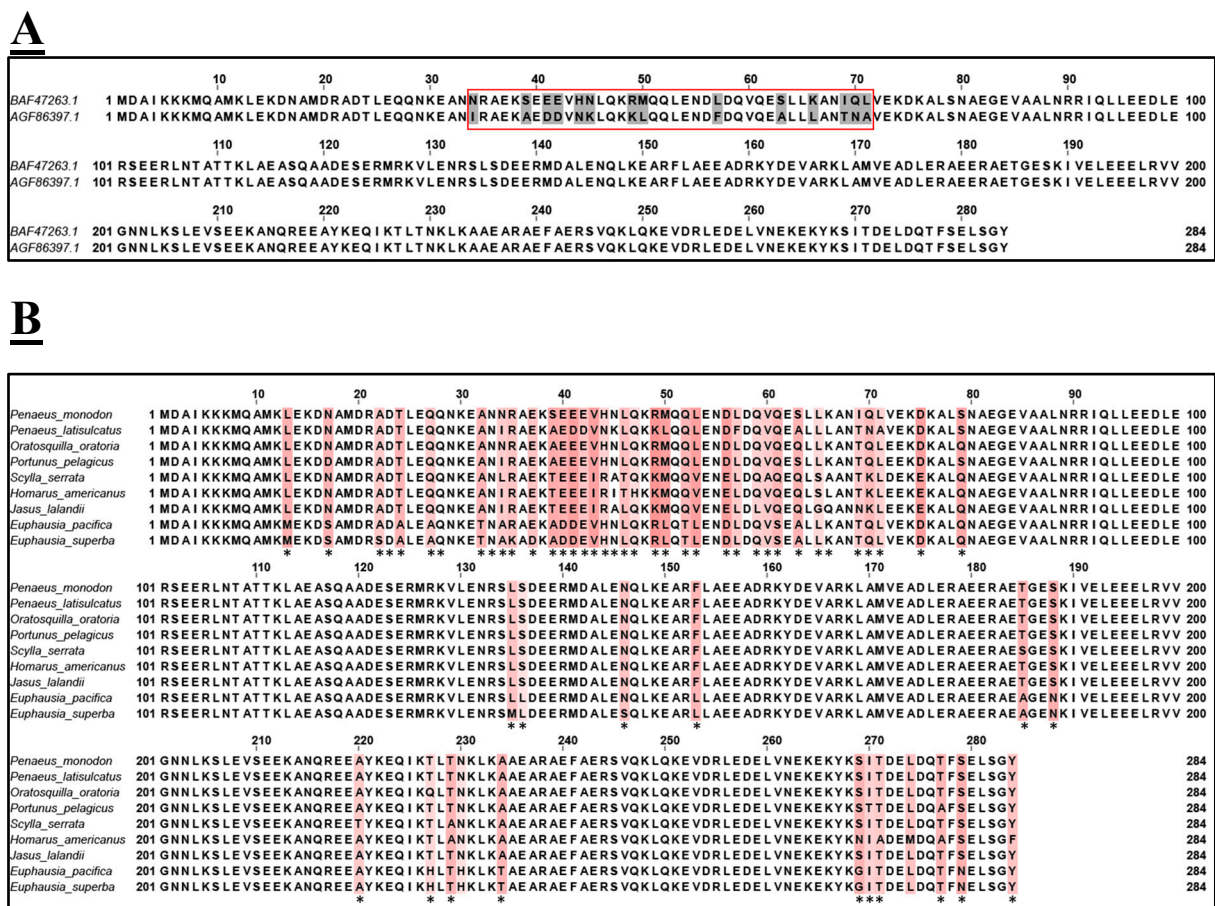 A
10 20 30 40 50 60 70 80 90
BAF47263.1 1 MDAIKKKMQAMKLEKDNAMDRADTLEQQNKEANNRAEKSEEEVHNLQKRMQQLENDLDQVQESLLKANIQLVEKDKALSNAEGEVAALNRRIQLLEEDLE 100
AGF86397.1 1 MDAIKKKMQAMKLEKDNAMDRADTLEQQNKEANIRAEKAEDDVNKLQKKLQQLENDFDQVQEALLLANTNAVEKDKALSNAEGEVAALNRRIQLLEEDLE 100
110 120 130 140 150 160 170 180 190
BAF47263.1 101 RSEERLNTATTKLAEASQAADESERMRKVLENRSLSDEERMDALENQLKEARFLAEEADRKYDEVARKLAMVEADLERAEERAETGESKIVELEEELRVV 200
AGF86397.1 101 RSEERLNTATTKLAEASQAADESERMRKVLENRSLSDEERMDALENQLKEARFLAEEADRKYDEVARKLAMVEADLERAEERAETGESKIVELEEELRVV 200
210 220 230 240 250 260 270 280
BAF47263.1 201 GNNLKSLEVSEEKANQREEAYKEQIKTLTNKLKAAEARAEFAERSVQKLQKEVDRLEDELVNEKEKYKSITDELDQTFSELSGY 284
AGF86397.1 201 GNNLKSLEVSEEKANQREEAYKEQIKTLTNKLKAAEARAEFAERSVQKLQKEVDRLEDELVNEKEKYKSITDELDQTFSELSGY 284
B
10 20 30 40 50 60 70 80 90
Penaeus_monodon 1 MDAIKKKMQAMKLEKDNAMDRADTLEQQNKEANNRAEKSEEEVHNLQKRMQQLENDLDQVQESLLKANIQLVEKDKALSNAEGEVAALNRRIQLLEEDLE 100
Penaeus_latisulcatus 1 MDAIKKKMQAMKLEKDNAMDRADTLEQQNKEANIRAEKAEDDVNKLQKKLQQLENDFDQVQEALLLANTNAVEKDKALSNAEGEVAALNRRIQLLEEDLE 100
Oratosquilla_oratoria 1 MDAIKKKMQAMKLEKDNAMDRADTLEQQNKEANIRAEKAEEEVHNLQKRMQQLENDLDQVQESLLKANTQLVEKDKALSNAEGEVAALNRRIQLLEEDLE 100
Portunus_pelagicus 1 MDAIKKKMQAMKLEKDDAMDRADTLEQQNKEANIRAEKAEEEVHNLQKRMQQLENDLDQVQESLLKANTQLEEKDKALSNAEGEVAALNRRIQLLEEDLE 100
Scylla_serrata 1 MDAIKKKMQAMKLEKDNAMDRADTLEQQNKEANLRAEKTEEEIRATQKKMQQVENELDQAQEQLSAANTKLDEKEKALQNAEGEVAALNRRIQLLEEDLE 100
Homarus_americanus 1 MDAIKKKMQAMKLEKDNAMDRADTLEQQNKEANIRAEKTEEEIRITHKKMQQVENELDQVQEQLSLANTKLEEKEKALQNAEGEVAALNRRIQLLEEDLE 100
Jasus_lalandii 1 MDAIKKKMQAMKLEKDNAMDRADTLEQQNKEANLRAEKTEEEIRALQKKMQQVENDLDLVQEQLGQANNKLEEKEKALQNAEGEVAALNRRIQLLEEDLE 100
Euphausia_pacifica 1 MDAIKKKMQAMKMEKDSAMDRADALEAQNKETNARAEKADDEVHNLQKRLQTLENDLDQVSEALLKANTQLVEKDKALQNAEGEVAALNRRIQLLEEDLE 100
Euphausia_superba 1 MDAIKKKMQAMKMEKDSAMDRSDALEAQNKETNAKADKADDEVHNLQKRLQTLENDLDQVSEALLKANTQLVEKDKALQNAEGEVAALNRRIQLLEEDLE 100
* * *** ** **** * ********* ** ** ** *** * ** *** * *
110 120 130 140 150 160 170 180 190
Penaeus_monodon 101 RSEERLNTATTKLAEASQAADESERMRKVLENRSLSDEERMDALENQLKEARFLAEEADRKYDEVARKLAMVEADLERAEERAETGESKIVELEEELRVV 200
Penaeus_latisulcatus 101 RSEERLNTATTKLAEASQAADESERMRKVLENRSLSDEERMDALENQLKEARFLAEEADRKYDEVARKLAMVEADLERAEERAETGESKIVELEEELRVV 200
Oratosquilla_oratoria 101 RSEERLNTATTKLAEASQAADESERMRKVLENRSLSDEERMDALENQLKEARFLAEEADRKYDEVARKLAMVEADLERAEERAETGESKIVELEEELRVV 200
Portunus_pelagicus 101 RSEERLNTATTKLAEASQAADESERMRKVLENRSLSDEERMDALENQLKEARFLAEEADRKYDEVARKLAMVEADLERAEERAETGESKIVELEEELRVV 200
Scylla_serrata 101 RSEERLNTATTKLAEASQAADESERMRKVLENRSLSDEERMDALENQLKEARFLAEEADRKYDEVARKLAMVEADLERAEERAESGESKIVELEEELRVV 200
Homarus_americanus 101 RSEERLNTATTKLAEASQAADESERMRKVLENRSLSDEERMDALENQLKEARFLAEEADRKYDEVARKLAMVEADLERAEERAETGESKIVELEEELRVV 200
Jasus_lalandii 101 RSEERLNTATTKLAEASQAADESERMRKVLENRSLSDEERMDALENQLKEARFLAEEADRKYDEVARKLAMVEADLERAEERAETGESKIVELEEELRVV 200
Euphausia_pacifica 101 RSEERLNTATTKLAEASQAADESERMRKVLENRSLLDEERMDALENQLKEARFLAEEADRKYDEVARKLAMVEADLERAEERAEAGENKIVELEEELRVV 200
Euphausia_superba 101 RSEERLNTATTKLAEASQAADESERMRKVLENRSMLDEERMDALESQLKEARLLAEEADRKYDEVARKLAMVEADLERAEERAEAGENKIVELEEELRVV 200
** * * * *
210 220 230 240 250 260 270 280
Penaeus_monodon 201 GNNLKSLEVSEEKANQREEAYKEQIKTLTNKLKAAEARAEFAERSVQKLQKEVDRLEDELVNEKEKYKSITDELDQTFSELSGY 284
Penaeus_latisulcatus 201 GNNLKSLEVSEEKANQREEAYKEQIKTLTNKLKAAEARAEFAERSVQKLQKEVDRLEDELVNEKEKYKSITDELDQTFSELSGY 284
Oratosquilla_oratoria 201 GNNLKSLEVSEEKANQREEAYKEQIKQLTNKLKAAEARAEFAERSVQKLQKEVDRLEDELVNEKEKYKSITDELDQTFSELSGY 284
Portunus_pelagicus 201 GNNLKSLEVSEEKANQREEAYKEQIKTLTNKLKAAEARAEFAERSVQKLQKEVDRLEDELVNEKEKYKSTTDELDQAFSELSGY 284
Scylla_serrata 201 GNNLKSLEVSEEKANQREETYKEQIKTLANKLKAAEARAEFAERSVQKLQKEVDRLEDELVNEKEKYKSITDELDQTFSELSGY 284
Homarus_americanus 201 GNNLKSLEVSEEKANQREEAYKEQIKTLANKLKAAEARAEFAERSVQKLQKEVDRLEDELVNEKEKYKNIADEMDQAFSELSGF 284
Jasus_lalandii 201 GNNLKSLEVSEEKANQREEAYKEQIKTLTNKLKAAEARAEFAERSVQKLQKEVDRLEDELVNEKEKYKSITDELDQTFSELSGY 284
Euphausia_pacifica 201 GNNLKSLEVSEEKANQREEAYKEQIKHLTHKLKTAEARAEFAERSVQKLQKEVDRLEDELVNEKEKYKGITDELDQTFNELSGY 284
Euphausia_superba 201 GNNLKSLEVSEEKANQREEAYKEQIKHLTHKLKTAEARAEFAERSVQKLQKEVDRLEDELVNEKEKYKGITDELDQTFNELSGY 284
* * * * *** * * *